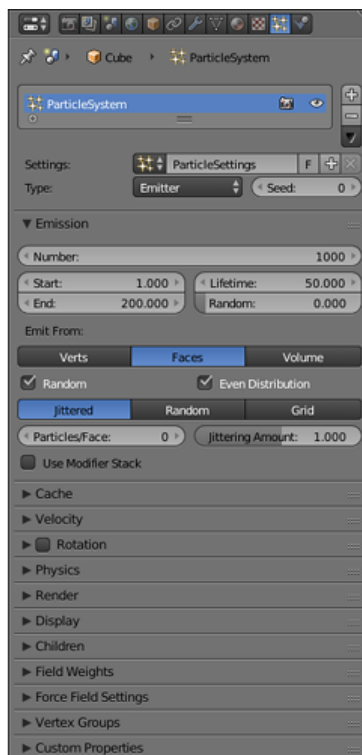 Cube ParticleSystem
ParticleSystem
Settings: ParticleSettings F
Type: Emitter Seed: 0
Emission
Number: 1000
Start: 1.000 Lifetime: 50.000
End: 200.000 Random: 0.000
Emit From:
Verts Faces Volume
Random Even Distribution
Jittered Random Grid
Particles/Face: 0 Jittering Amount: 1.000
Use Modifier Stack
Cache
Velocity
Rotation
Physics
Render
Display
Children
Field Weights
Force Field Settings
Vertex Groups
Custom Properties